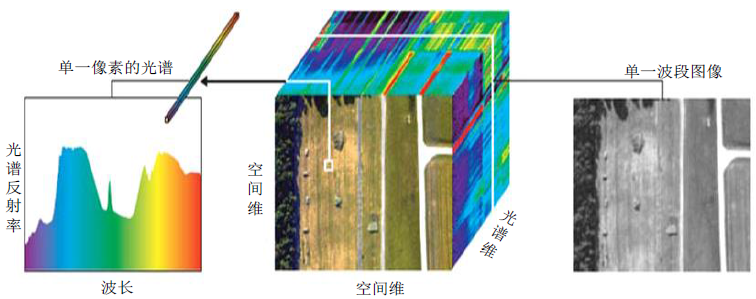 单一像素的光谱
光谱反射率
波长
空间维
空间维
光谱维
单一波段图像